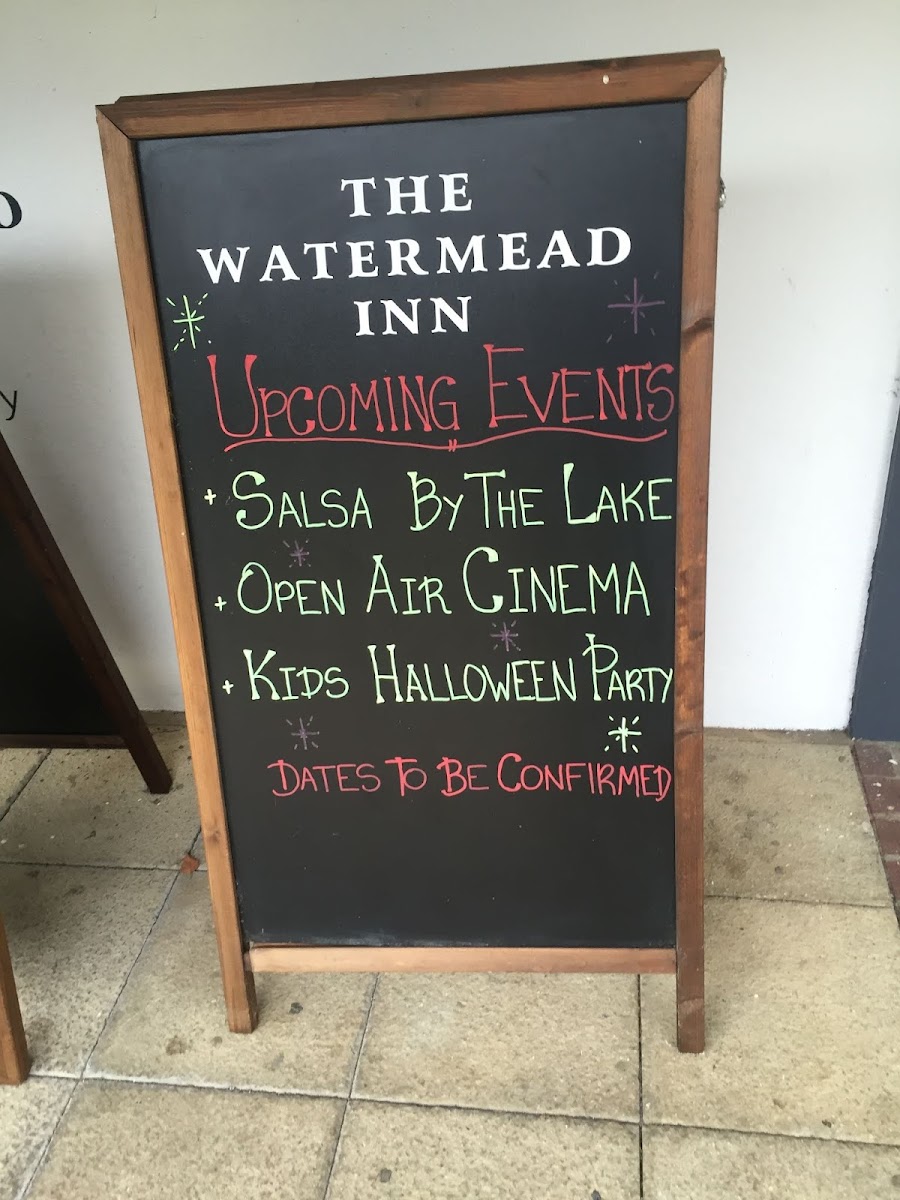 THE
WATERMEAD
INN
UPCOMING EVENTS
+ SALSA BY THE LAKE
+ OPEN AIR CINEMA
+ KIDS HALLOWEEN PARTY
DATES TO BE CONFIRMED